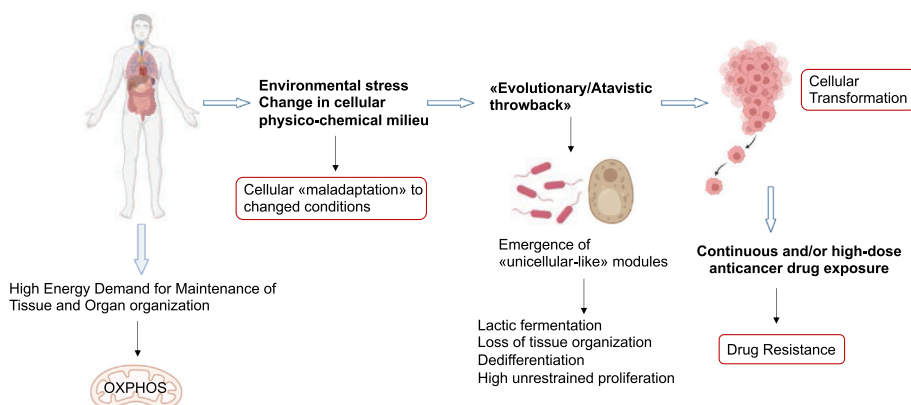 Environmental stress
Change in cellular
physico-chemical milieu
Cellular «maladaptation» to
changed conditions
High Energy Demand for Maintenance of
Tissue and Organ organization
OXPHOS
«Evolutionary/Atavistic
throwback»
Emergence of
«unicellular-like» modules
Lactic fermentation
Loss of tissue organization
Dedifferentiation
High unrestrained proliferation
Cellular
Transformation
Continuous and/or high-dose
anticancer drug exposure
Drug Resistance